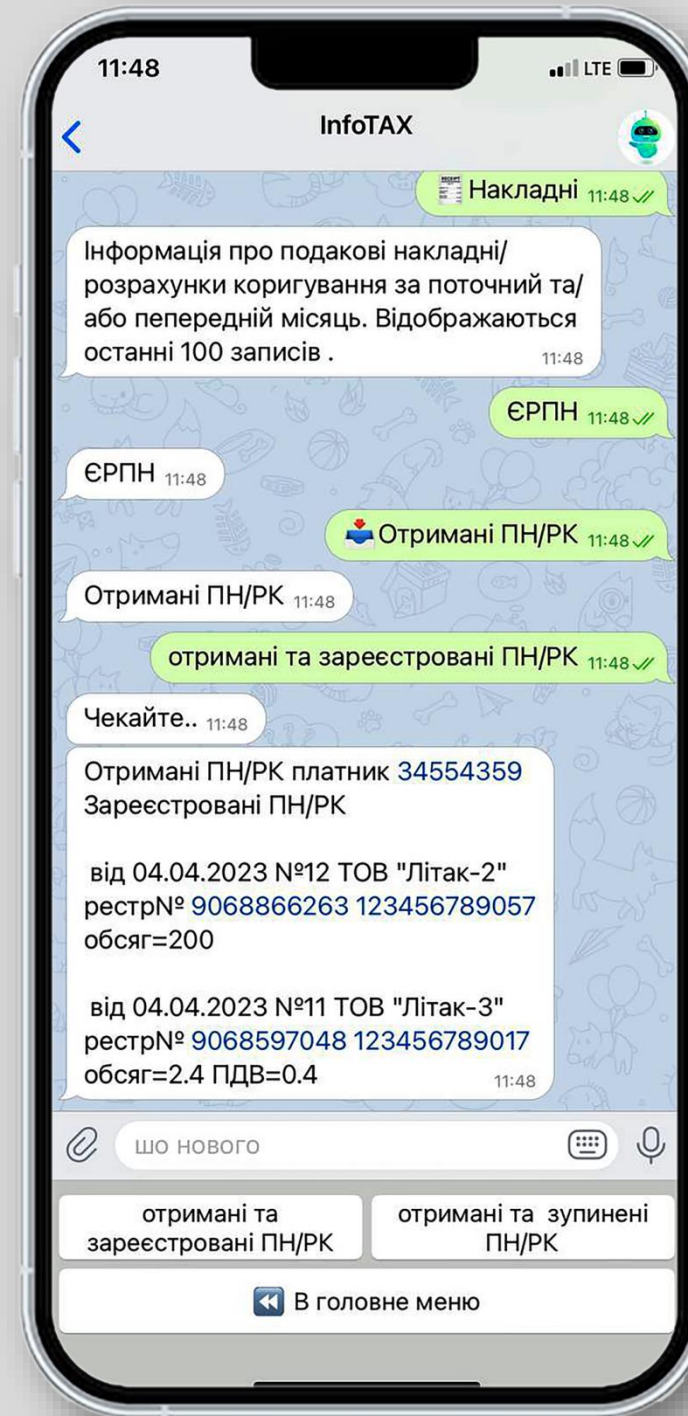 11:48
LTE
InfoTAX
RECEIPT
Накладні 11:48
Інформація про подакові накладні/
розрахунки коригування за поточний та/
або пепередній місяць. Відображаються
останні 100 записів . 11:48
ЄРПН 11:48
ЄРПН 11:48
Отримані ПН/РК 11:48
Отримані ПН/РК 11:48
отримані та зареєстровані ПН/РК 11:48
Чекайте.. 11:48
Отримані ПН/РК платник 34554359
Зареєстровані ПН/РК
від 04.04.2023 №12 ТОВ "Літак-2"
рестр№ 9068866263 123456789057
обсяг=200
від 04.04.2023 №11 ТОВ "Літак-3"
рестр№ 9068597048 123456789017
обсяг=2.4 ПДВ=0.4 11:48
шо нового
отримані та
зареєстровані ПН/РК
отримані та зупинені
ПН/РК
В головне меню